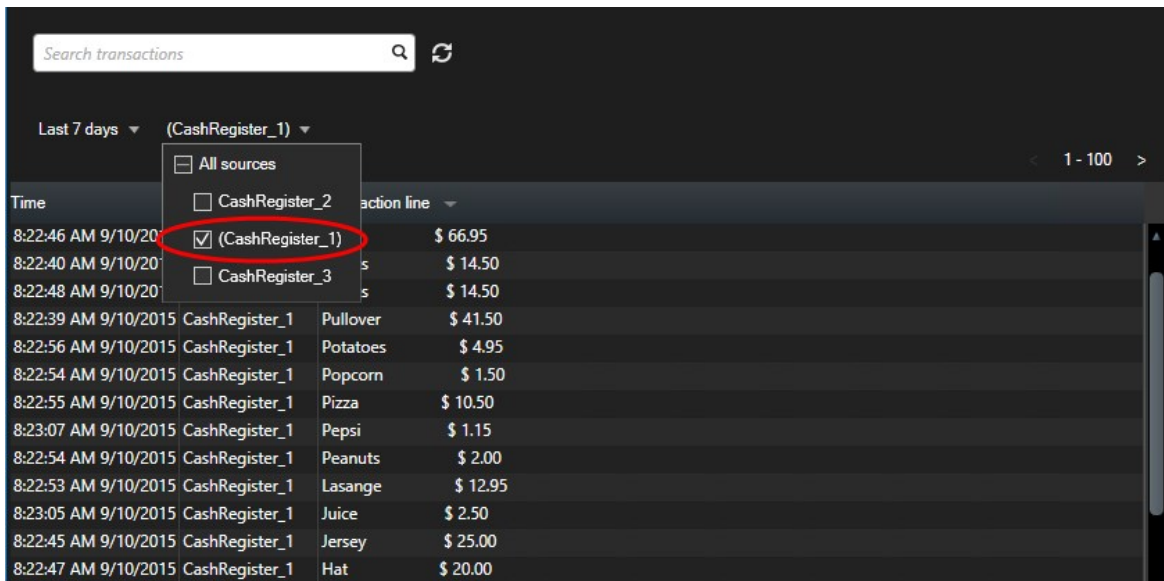 Search transactions
Last 7 days (CashRegister_1)
All sources
< 1 - 100 >
CashRegister_2
Time action line
(CashRegister_1)
8:22:46 AM 9/10/20 $ 66.95
8:22:40 AM 9/10/20 s $ 14.50
CashRegister_3
8:22:48 AM 9/10/20 s $ 14.50
8:22:39 AM 9/10/2015 CashRegister_1 Pullover $ 41.50
8:22:56 AM 9/10/2015 CashRegister_1 Potatoes $ 4.95
8:22:54 AM 9/10/2015 CashRegister_1 Popcorn $ 1.50
8:22:55 AM 9/10/2015 CashRegister_1 Pizza $ 10.50
8:23:07 AM 9/10/2015 CashRegister_1 Pepsi $ 1.15
8:22:54 AM 9/10/2015 CashRegister_1 Peanuts $ 2.00
8:22:53 AM 9/10/2015 CashRegister_1 Lasange $ 12.95
8:23:05 AM 9/10/2015 CashRegister_1 Juice $ 2.50
8:22:45 AM 9/10/2015 CashRegister_1 Jersey $ 25.00
8:22:47 AM 9/10/2015 CashRegister_1 Hat $ 20.00